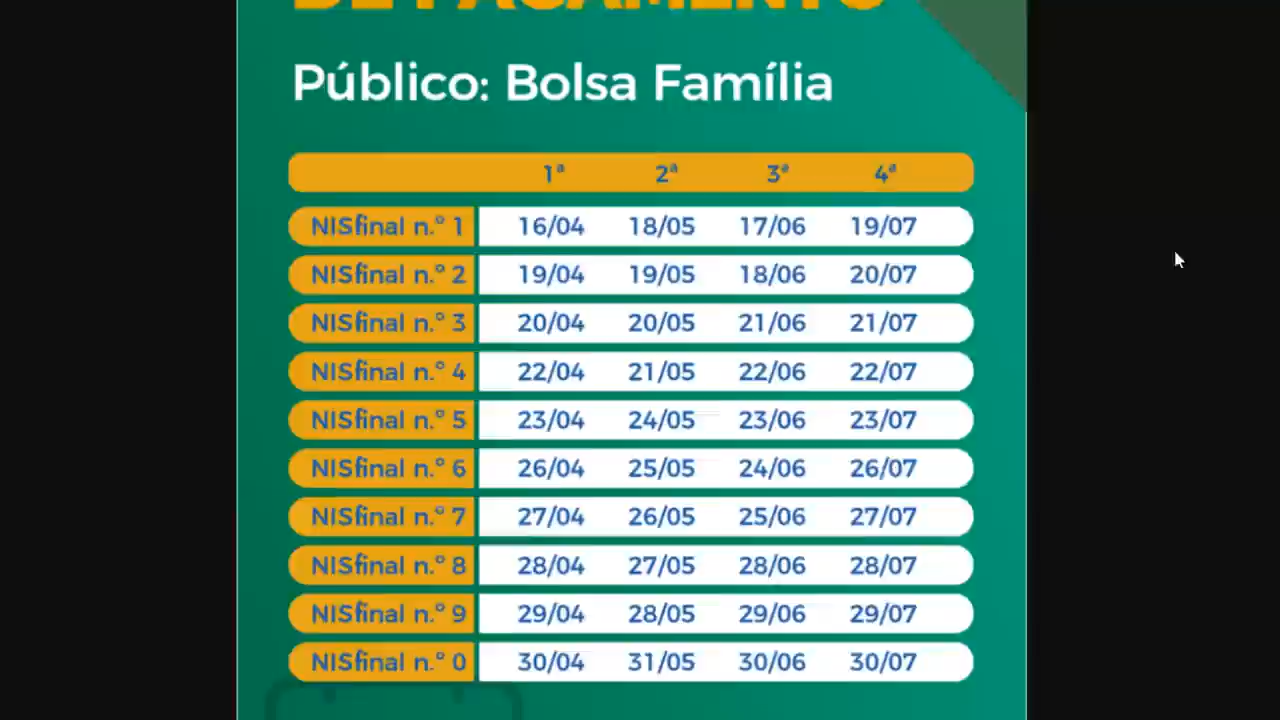 DE PAGAMENTO
Público: Bolsa Família
1ª 2ª 3ª 4ª
NISfinal n.º 1 16/04 18/05 17/06 19/07
NISfinal n.º 2 19/04 19/05 18/06 20/07
NISfinal n.º 3 20/04 20/05 21/06 21/07
NISfinal n.º 4 22/04 21/05 22/06 22/07
NISfinal n.º 5 23/04 24/05 23/06 23/07
NISfinal n.º 6 26/04 25/05 24/06 26/07
NISfinal n.º 7 27/04 26/05 25/06 27/07
NISfinal n.º 8 28/04 27/05 28/06 28/07
NISfinal n.º 9 29/04 28/05 29/06 29/07
NISfinal n.º 0 30/04 31/05 30/06 30/07